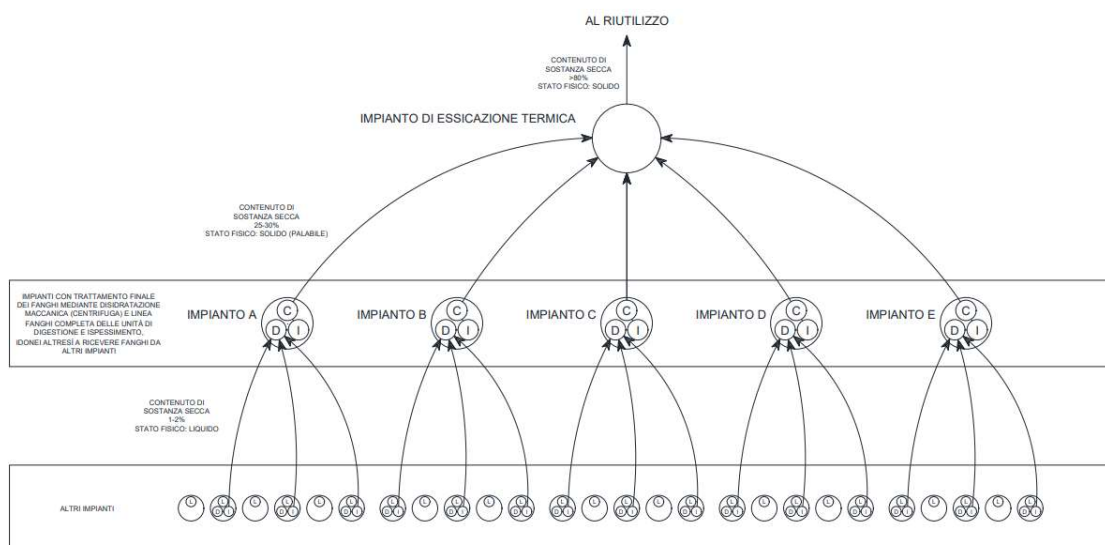 AL RIUTILIZZO
CONTENUTO DI
SOSTANZA SECCA
>80%
STATO FISICO: SOLIDO
IMPIANTO DI ESSICAZIONE TERMICA
CONTENUTO DI
SOSTANZA SECCA
25-30%
STATO FISICO: SOLIDO (PALABILE)
IMPIANTI CON TRATTAMENTO FINALE
DEI FANGHI MEDIANTE DISIDRATAZIONE
MACCANICA (CENTRIFUGA) E LINEA
FANGHI COMPLETA DELLE UNITÀ DI
DIGESTIONE E ISPESSIMENTO,
IDONEI ALTRESÌ A RICEVERE FANGHI DA
ALTRI IMPIANTI
IMPIANTO A
C
D I
IMPIANTO B
C
D I
IMPIANTO C
C
D I
IMPIANTO D
C
D I
IMPIANTO E
C
D I
CONTENUTO DI
SOSTANZA SECCA
1-2%
STATO FISICO: LIQUIDO
ALTRI IMPIANTI
L L L L L L L L L L L L L L L L L L L L L L L L L L
D I D I D I D I D I D I D I D I D I D I D I D I D I D I D I